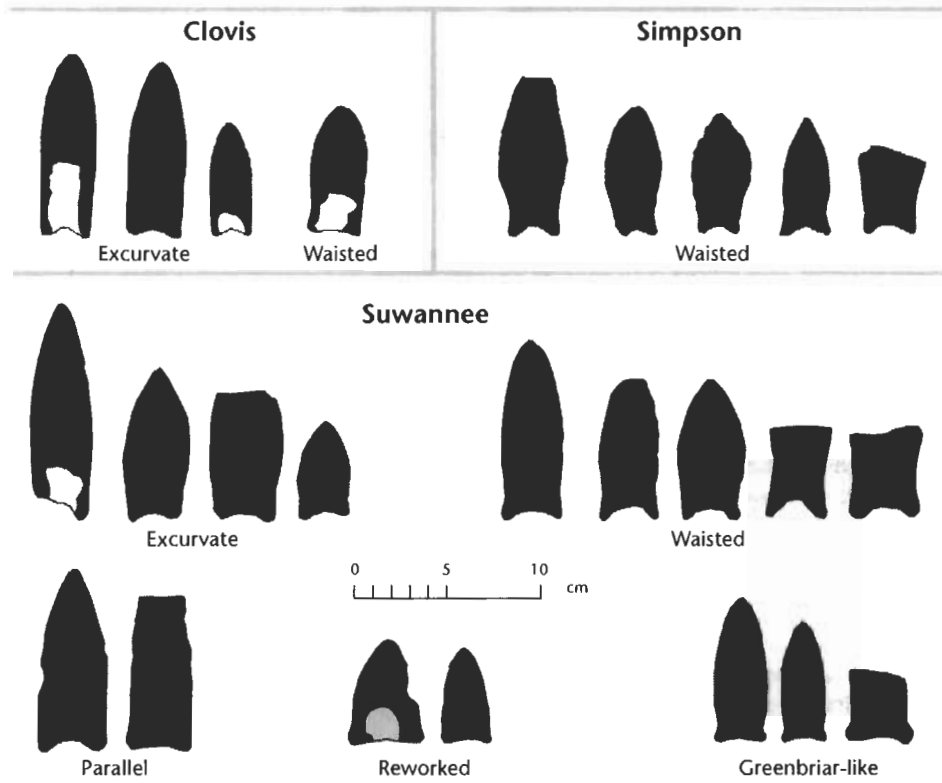 Clovis
Simpson
Excurvate
Waisted
Waisted
Suwannee
Excurvate
Waisted
0 5 10
cm
Parallel
Reworked
Greenbriar-like